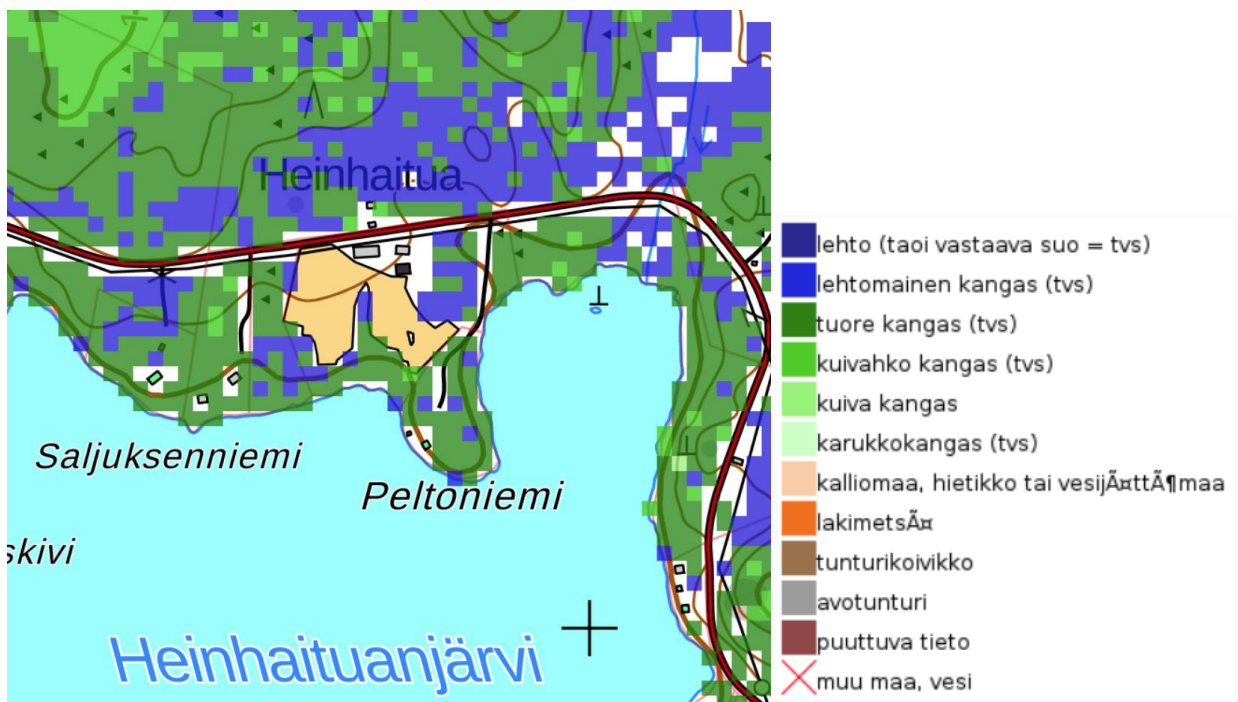 Heinhaitua
Saljuksenniemi
Peltoniemi
skivi
Heinhaituanjärvi
lehto (taoi vastaava suo = tvs)
lehtomainen kangas (tvs)
tuore kangas (tvs)
kuivahko kangas (tvs)
kuiva kangas
karukkokangas (tvs)
kalliomaa, hietikko tai vesijÃ¤ttÃ¶maa
lakimetsÃ¤
tunturikoivikko
avotunturi
puuttuva tieto
muu maa, vesi